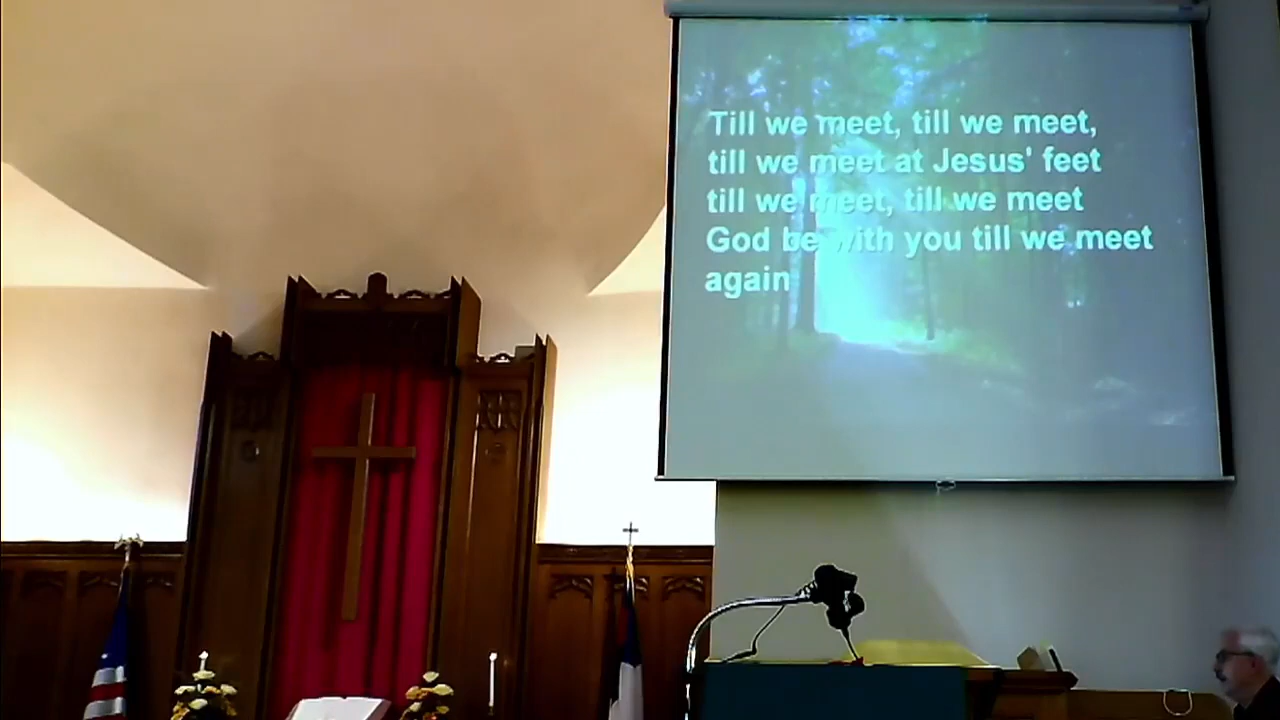 Till we meet, till we meet,
till we meet at Jesus' feet
till we meet, till we meet
God be with you till we meet
again